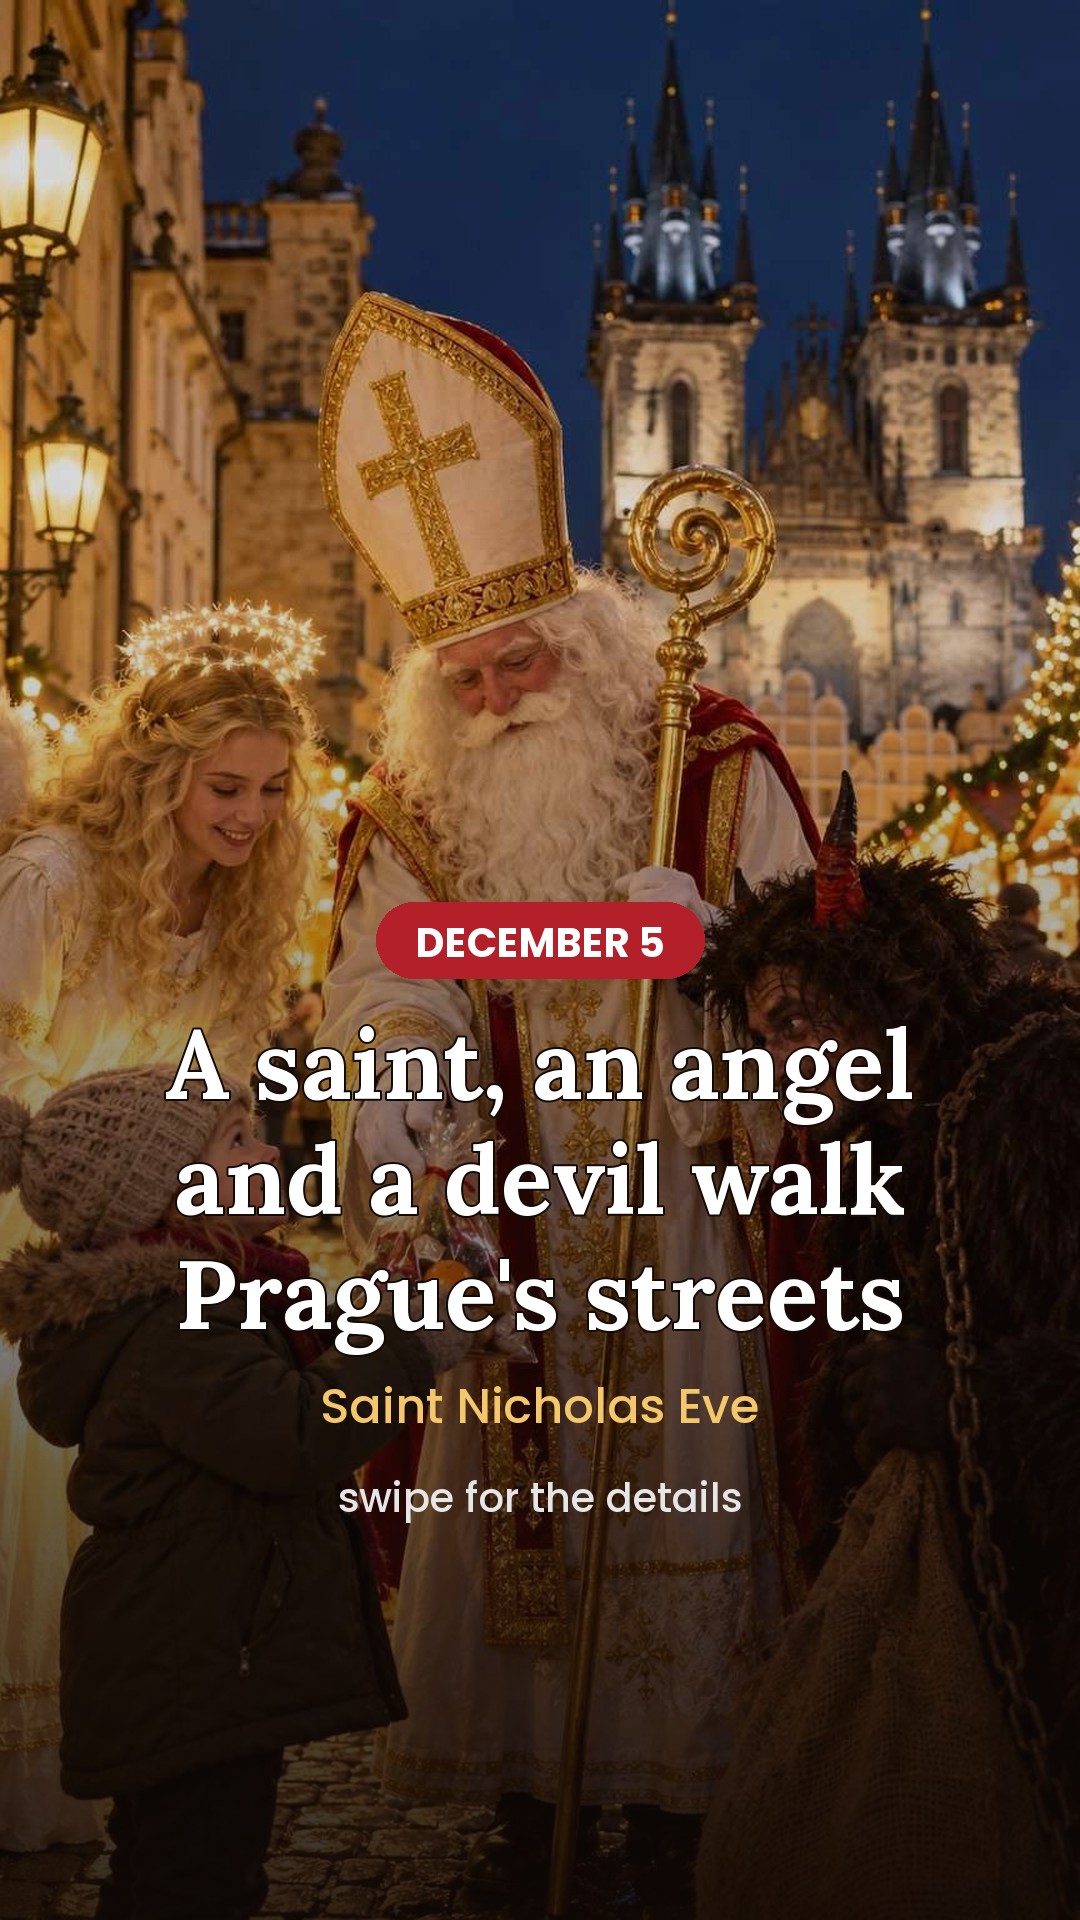 DECEMBER 5
A saint, an angel
and a devil walk
Prague's streets
Saint Nicholas Eve
swipe for the details